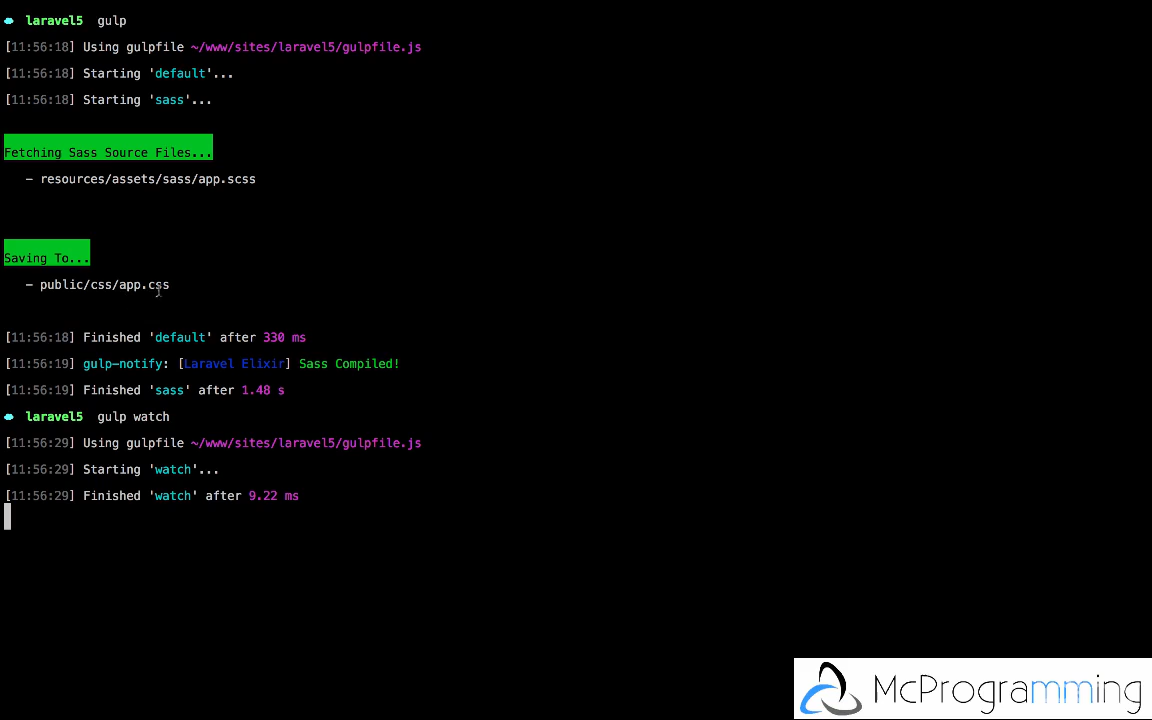 laravel5 gulp
[11:56:18] Using gulpfile ~/www/sites/laravel5/gulpfile.js
[11:56:18] Starting 'default'...
[11:56:18] Starting 'sass'...
Fetching Sass Source Files...
– resources/assets/sass/app.scss
Saving To...
– public/css/app.css
[11:56:18] Finished 'default' after 330 ms
[11:56:19] gulp-notify: [Laravel Elixir] Sass Compiled!
[11:56:19] Finished 'sass' after 1.48 s
laravel5 gulp watch
[11:56:29] Using gulpfile ~/www/sites/laravel5/gulpfile.js
[11:56:29] Starting 'watch'...
[11:56:29] Finished 'watch' after 9.22 ms
McProgramming